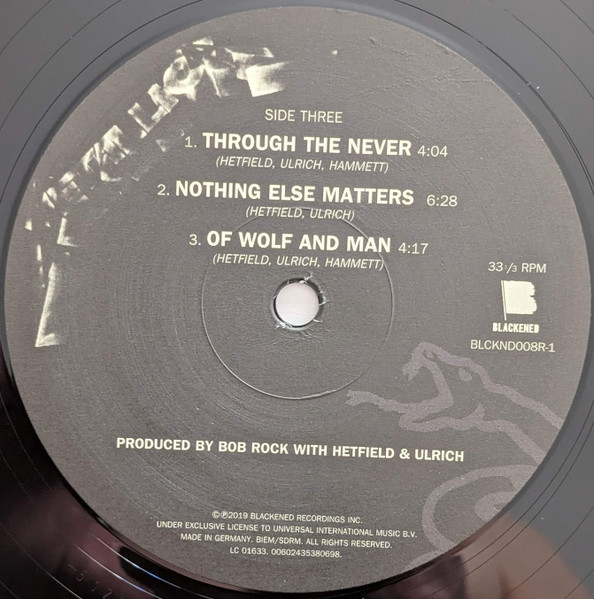 METALLICA
SIDE THREE
1. THROUGH THE NEVER 4:04
(HETFIELD, ULRICH, HAMMETT)
2. NOTHING ELSE MATTERS 6:28
(HETFIELD, ULRICH)
3. OF WOLF AND MAN 4:17
(HETFIELD, ULRICH, HAMMETT)
33 1/3 RPM
B
BLACKENED
BLCKND008R-1
PRODUCED BY BOB ROCK WITH HETFIELD & ULRICH
©℗2019 BLACKENED RECORDINGS INC.
UNDER EXCLUSIVE LICENSE TO UNIVERSAL INTERNATIONAL MUSIC B.V.
MADE IN GERMANY. BIEM/SDRM. ALL RIGHTS RESERVED.
LC 01633. 00602435380698.